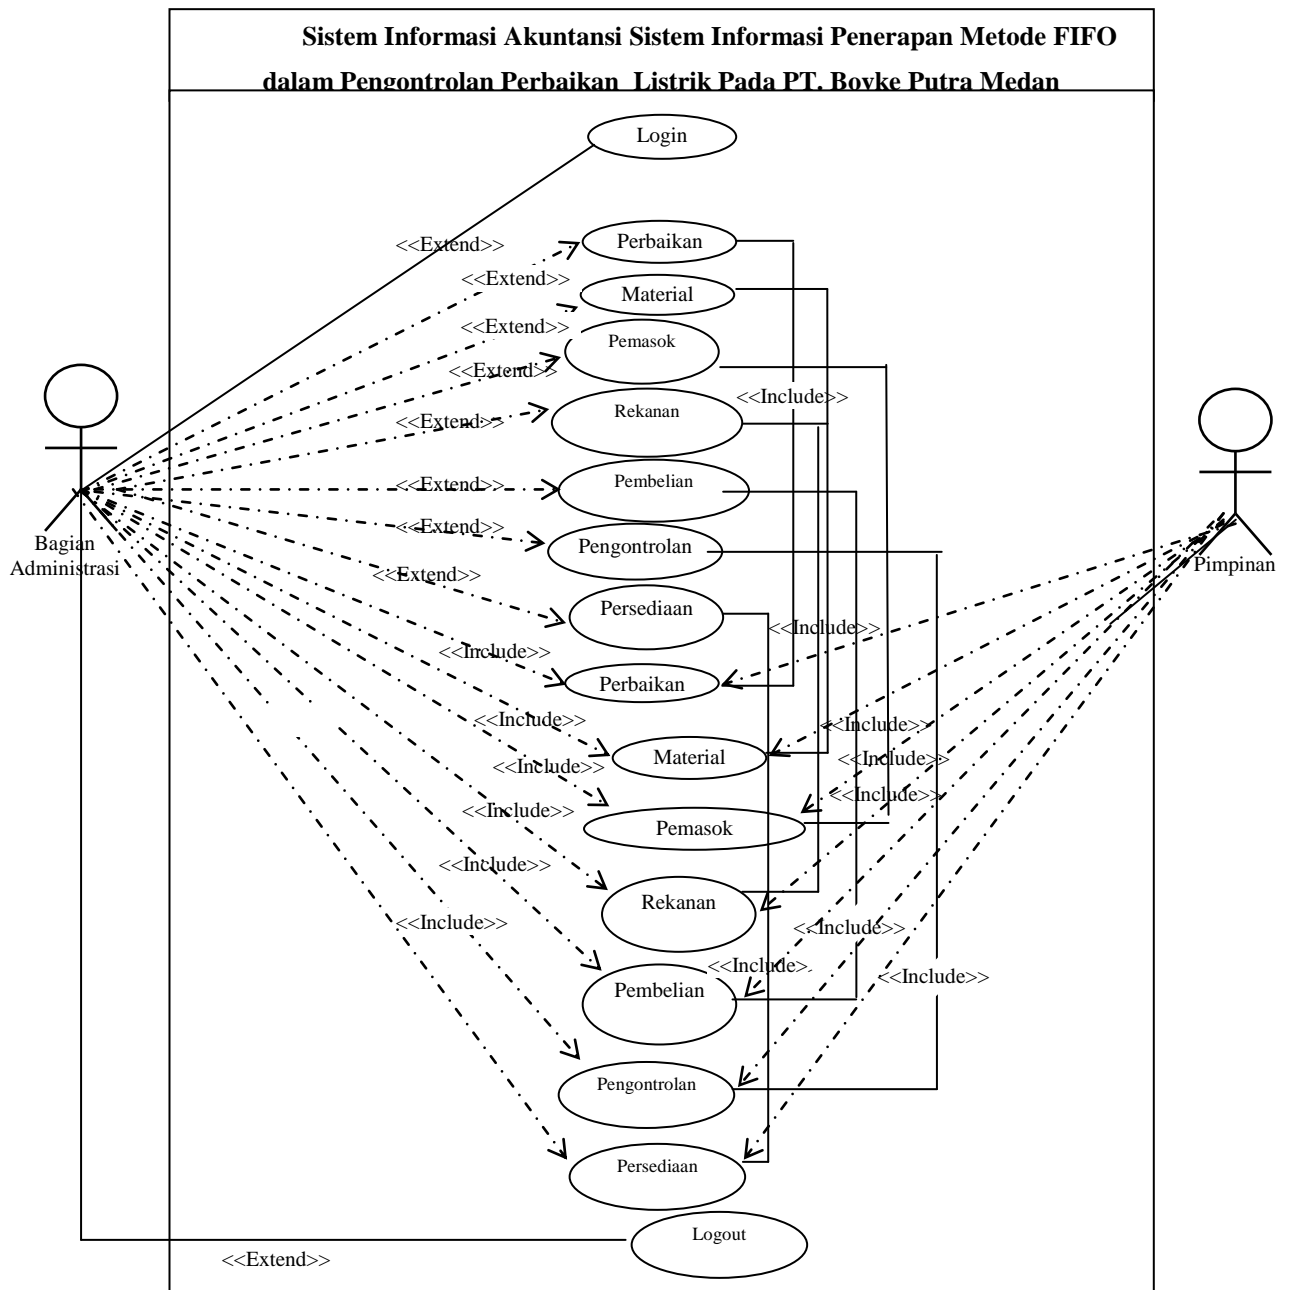 Sistem Informasi Akuntansi Sistem Informasi Penerapan Metode FIFO
dalam Pengontrolan Perbaikan Listrik Pada PT. Boyke Putra Medan
Login
<<Extend>>
Perbaikan
<<Extend>>
Material
<<Extend>>
Pemasok
<<Extend>>
<<Include>>
Rekanan
<<Extend>>
Pembelian
<<Extend>>
<<Extend>>
Pengontrolan
Bagian
Administrasi
Pimpinan
<<Extend>>
Persediaan
<<Include>>
<<Include>>
Perbaikan
<<Include>>
<<Include>>
Material
<<Include>>
<<Include>>
<<Include>>
<<Include>>
Pemasok
<<Include>>
Rekanan
<<Include>>
<<Include>>
<<Include>>
<<Include>>
Pembelian
Pengontrolan
Persediaan
Logout
<<Extend>>